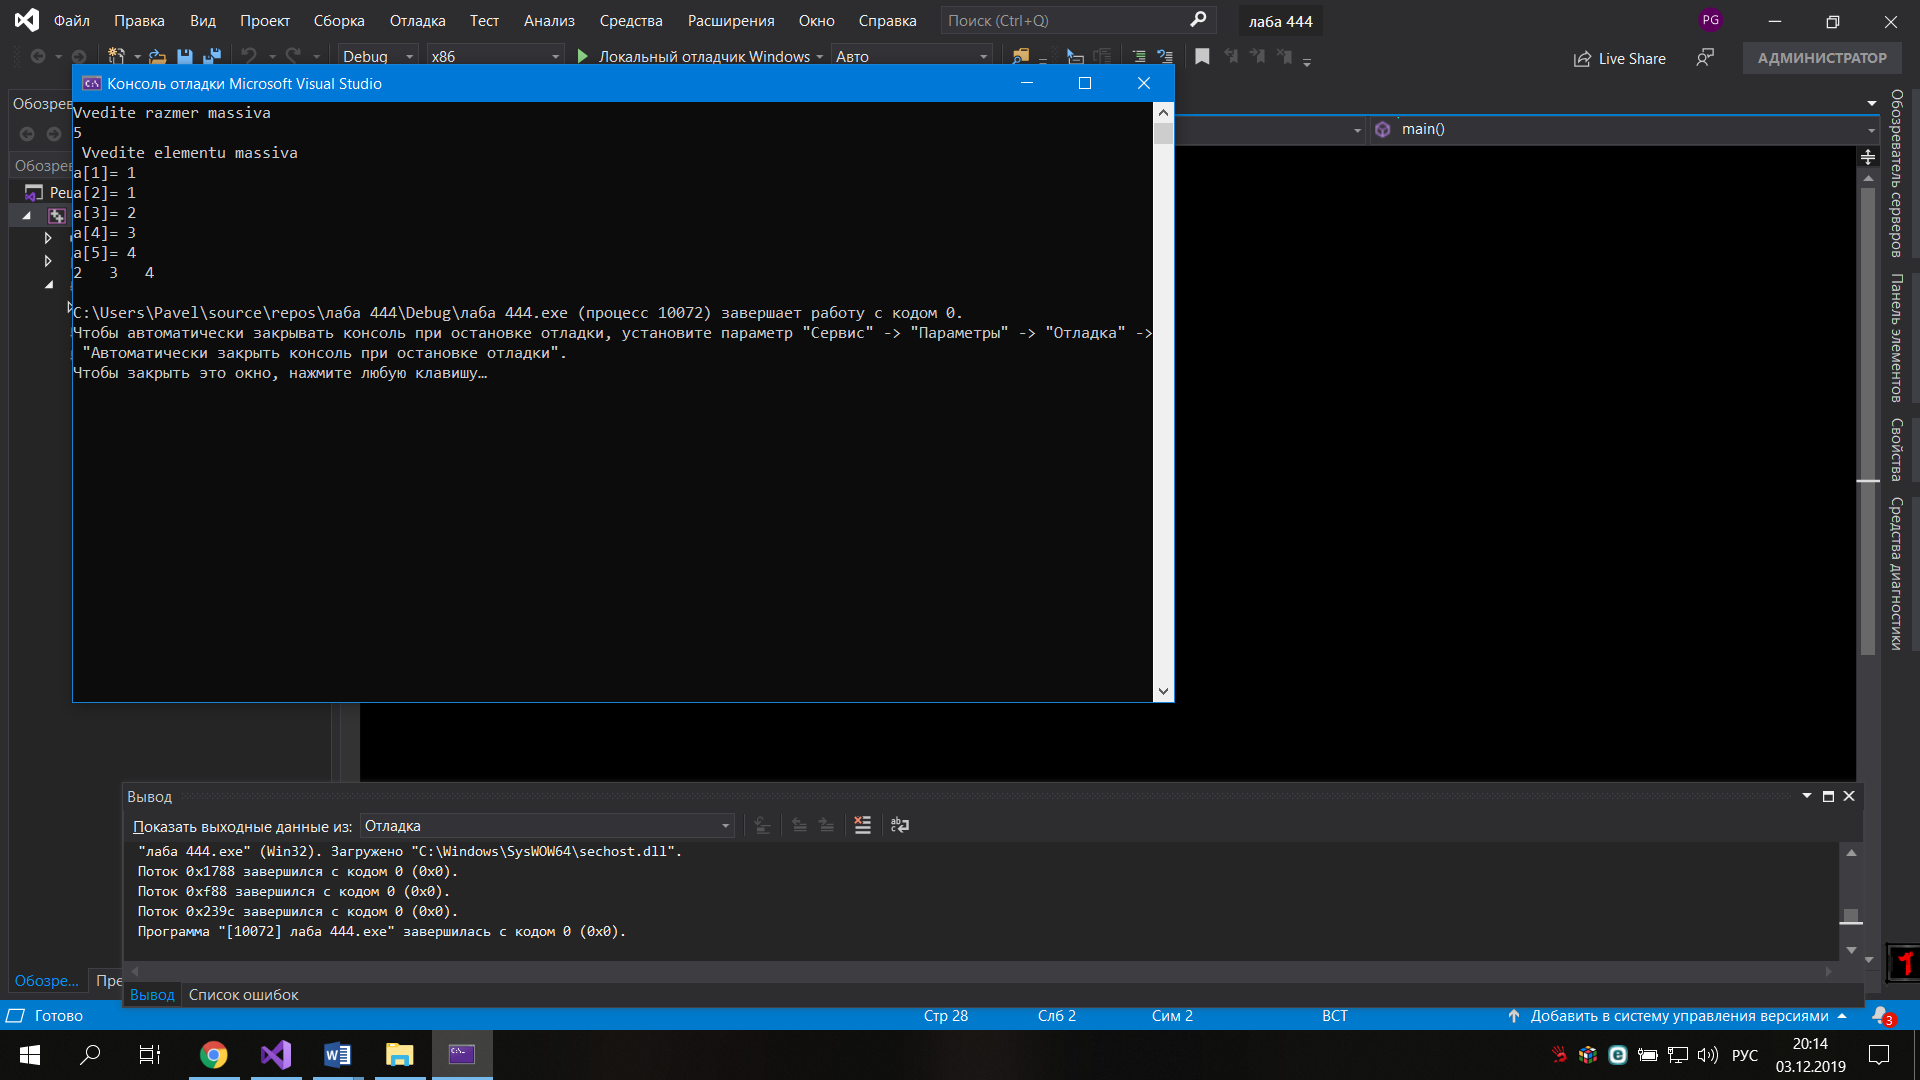 Файл Правка Вид Проект Сборка Отладка Тест Анализ Средства Расширения Окно Справка Поиск (Ctrl+Q) лаба 444 PG
Debug x86 Локальный отладчик Windows Авто Live Share АДМИНИСТРАТОР
Консоль отладки Microsoft Visual Studio
Vvedite razmer massiva
5
Vvedite elementu massiva
a[1]= 1
a[2]= 1
a[3]= 2
a[4]= 3
a[5]= 4
2 3 4
C:\Users\Pavel\source\repos\лаба 444\Debug\лаба 444.exe (процесс 10072) завершает работу с кодом 0.
Чтобы автоматически закрывать консоль при остановке отладки, установите параметр "Сервис" -> "Параметры" -> "Отладка" ->
"Автоматически закрыть консоль при остановке отладки".
Чтобы закрыть это окно, нажмите любую клавишу…
main()
Обозреватель серверов
Панель элементов
Свойства
Средства диагностики
Вывод
Показать выходные данные из: Отладка
"лаба 444.exe" (Win32). Загружено "C:\Windows\SysWOW64\sechost.dll".
Поток 0x1788 завершился с кодом 0 (0x0).
Поток 0xf88 завершился с кодом 0 (0x0).
Поток 0x239c завершился с кодом 0 (0x0).
Программа "[10072] лаба 444.exe" завершилась с кодом 0 (0x0).
Обозре... Пре
Вывод Список ошибок
Готово Стр 28 Слб 2 Сим 2 ВСТ Добавить в систему управления версиями 3
РУС 20:14
03.12.2019